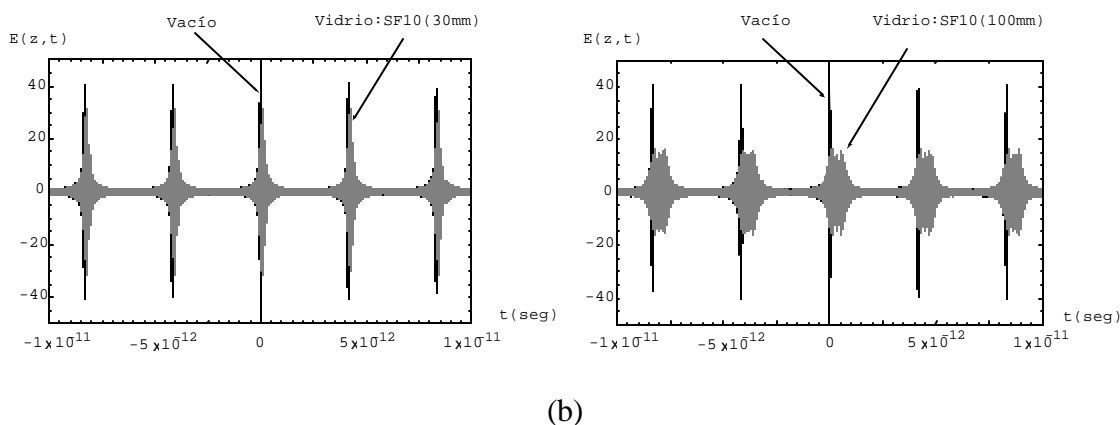 Vacío
Vidrio:SF10(30mm)
E(z,t)
40
20
0
-20
-40
t(seg)
-1x10^-11
-5x10^-12
0
5x10^-12
1x10^-11
Vacío
Vidrio:SF10(100mm)
E(z,t)
40
20
0
-20
-40
t(seg)
-1x10^-11
-5x10^-12
0
5x10^-12
1x10^-11
(b)